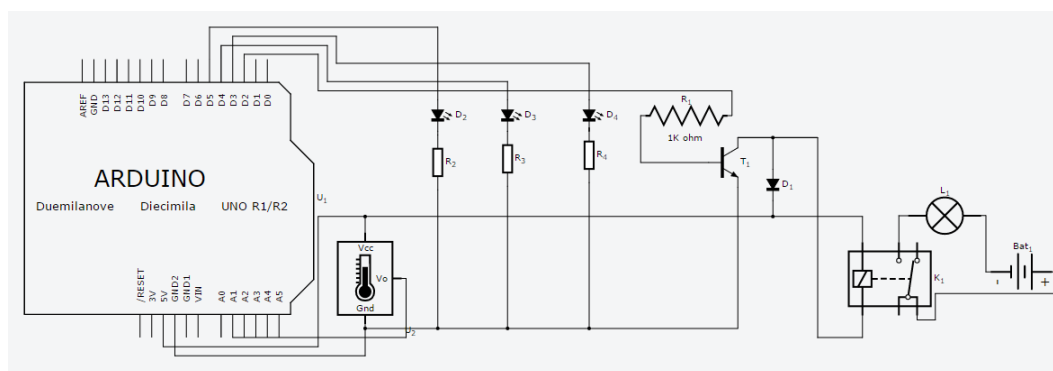 AREF GND D13 D12 D11 D10 D9 D8 D7 D6 D5 D4 D3 D2 D1 D0
D2 D3 D4 R1
1K ohm
R2 R3 R4 T1
ARDUINO
D1
Duemilanove Diecimila UNO R1/R2
U1
L1
Vcc
Bat1
Vo
K1
- +
Gnd
/RESET 3V 5V GND2 GND1 VIN A0 A1 A2 A3 A4 A5
U2